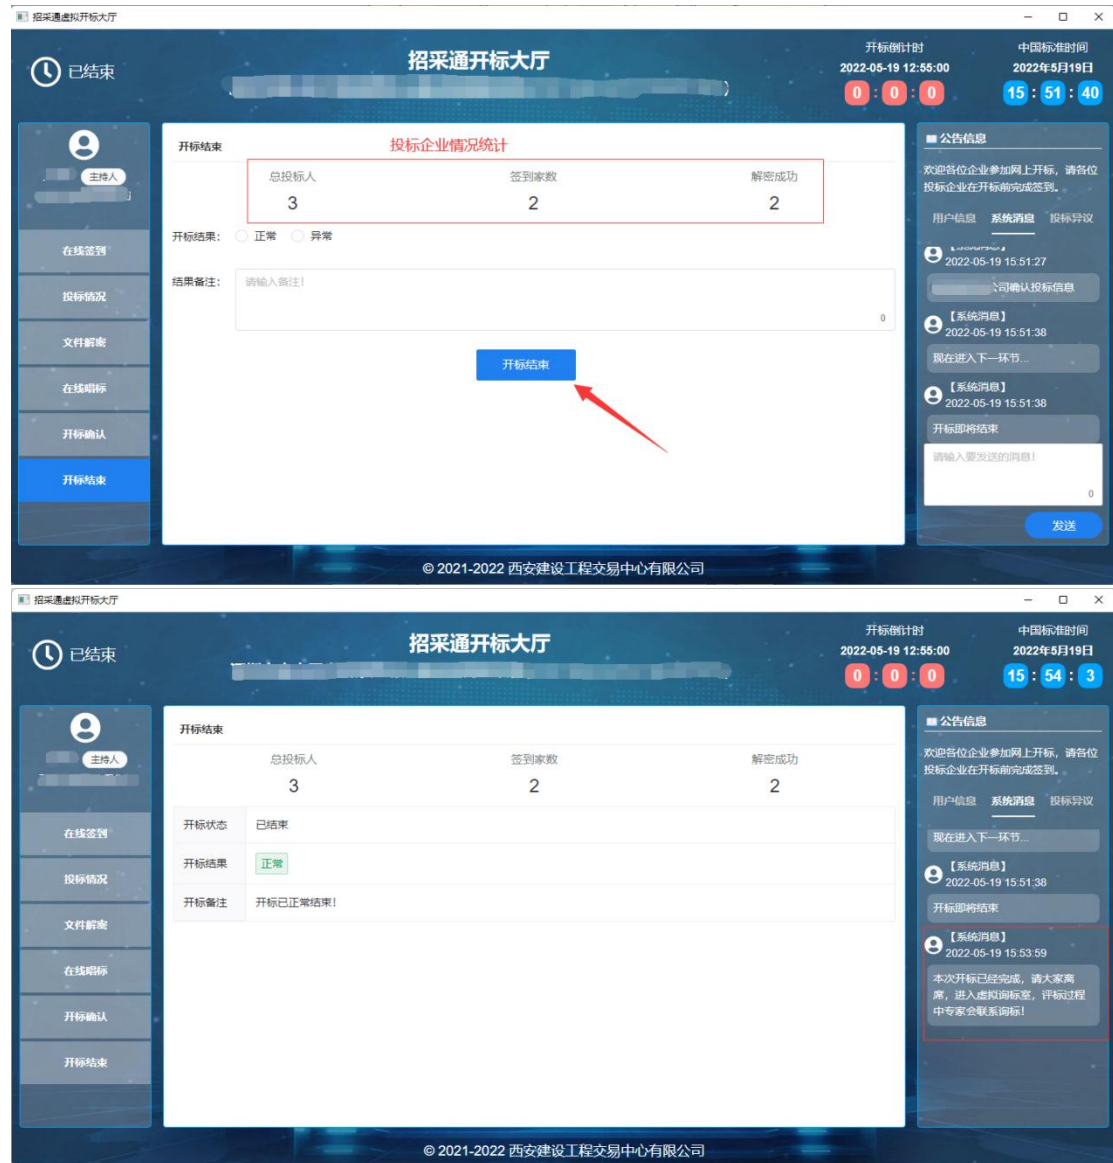 招采通虚拟开标大厅
已结束
招采通开标大厅
开标倒计时
2022-05-19 12:55:00
0 : 0 : 0
中国标准时间
2022年5月19日
15 : 51 : 40
主持人
在线签到
投标情况
文件解密
在线唱标
开标确认
开标结束
开标结束
投标企业情况统计
总投标人 签到家数 解密成功
3 2 2
开标结果： 正常 异常
结果备注： 请输入备注!
0
开标结束
公告信息
欢迎各位企业参加网上开标，请各位
投标企业在开标前完成签到。
用户信息 系统消息 投标异议
2022-05-19 15:51:27
公司确认投标信息
【系统消息】
2022-05-19 15:51:38
现在进入下一环节...
【系统消息】
2022-05-19 15:51:38
开标即将结束
请输入要发送的消息!
0
发送
© 2021-2022 西安建设工程交易中心有限公司
招采通虚拟开标大厅
已结束
招采通开标大厅
开标倒计时
2022-05-19 12:55:00
0 : 0 : 0
中国标准时间
2022年5月19日
15 : 54 : 3
主持人
在线签到
投标情况
文件解密
在线唱标
开标确认
开标结束
开标结束
总投标人 签到家数 解密成功
3 2 2
开标状态 已结束
开标结果 正常
开标备注 开标已正常结束!
公告信息
欢迎各位企业参加网上开标，请各位
投标企业在开标前完成签到。
用户信息 系统消息 投标异议
现在进入下一环节...
【系统消息】
2022-05-19 15:51:38
开标即将结束
【系统消息】
2022-05-19 15:53:59
本次开标已经完成，请大家离
席，进入虚拟询标室，评标过程
中专家会联系询标!
© 2021-2022 西安建设工程交易中心有限公司